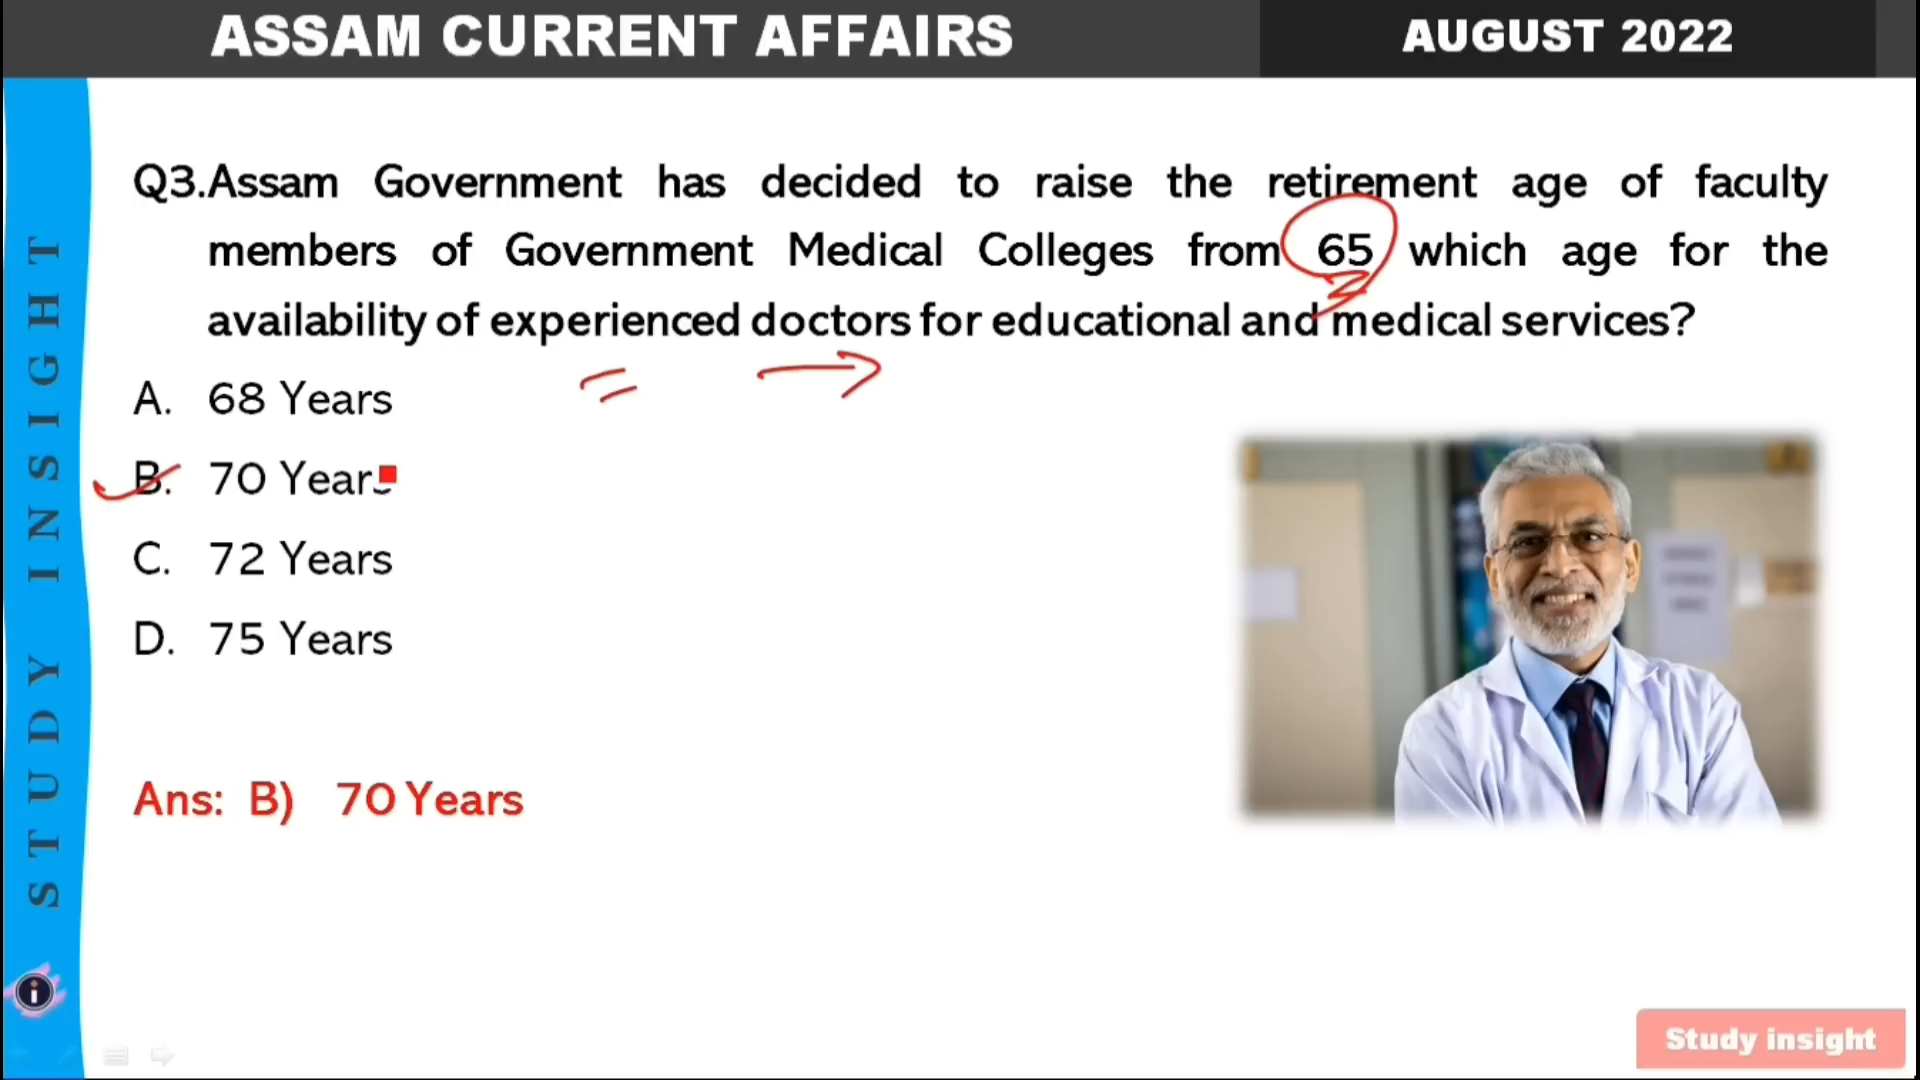 ASSAM CURRENT AFFAIRS
AUGUST 2022
Q3.Assam Government has decided to raise the retirement age of faculty
members of Government Medical Colleges from 65 which age for the
availability of experienced doctors for educational and medical services?
A. 68 Years
B. 70 Years
C. 72 Years
D. 75 Years
Ans: B) 70 Years
STUDY INSIGHT
i
Study insight